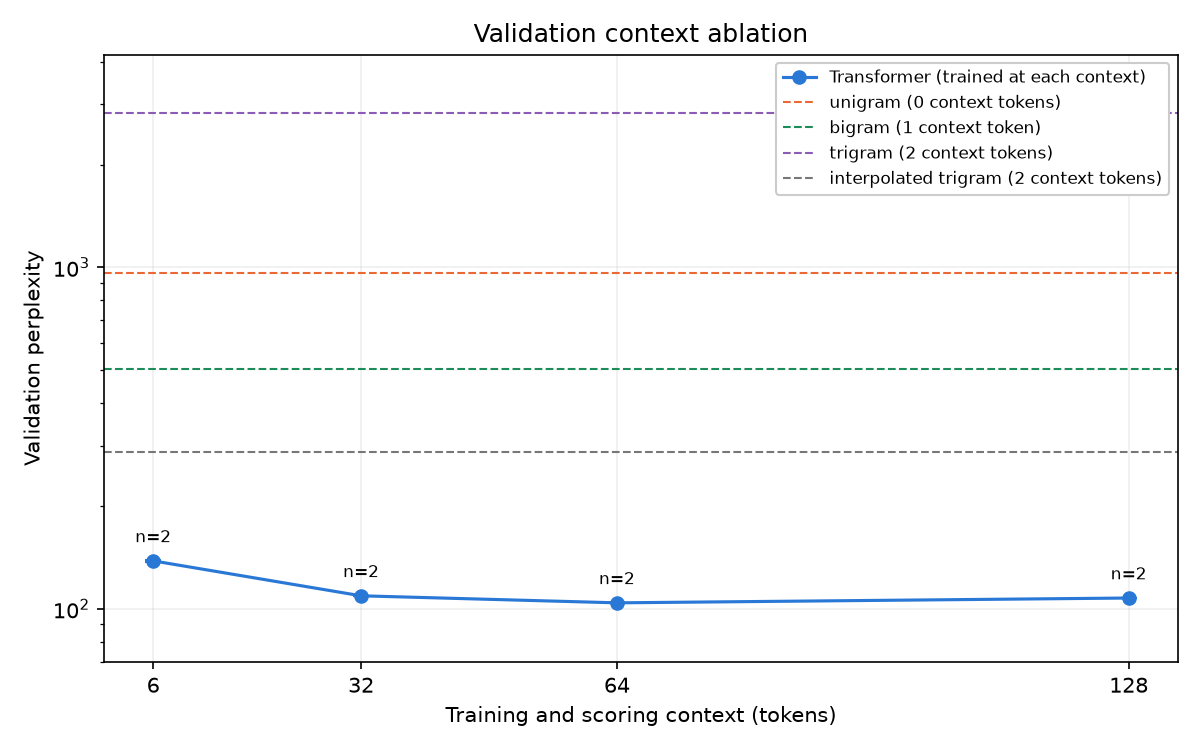 Validation context ablation
Transformer (trained at each context)
unigram (0 context tokens)
bigram (1 context token)
trigram (2 context tokens)
interpolated trigram (2 context tokens)
Validation perplexity
10³
10²
n=2
n=2
n=2
n=2
6 32 64 128
Training and scoring context (tokens)